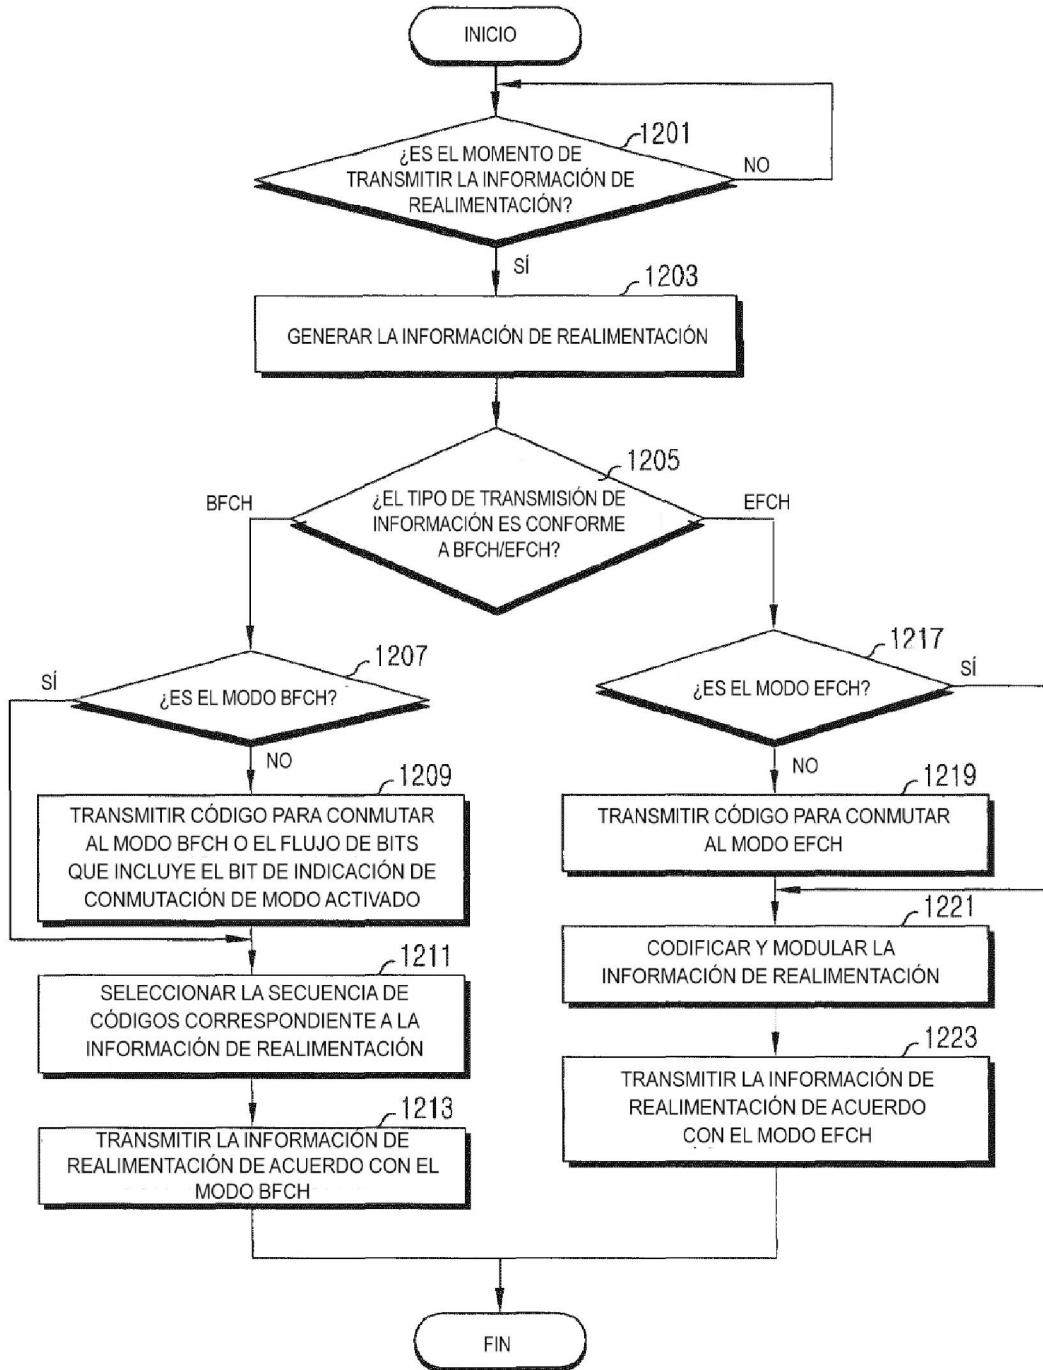 INICIO
1201
¿ES EL MOMENTO DE
TRANSMITIR LA INFORMACIÓN DE
REALIMENTACIÓN?
NO
SÍ
1203
GENERAR LA INFORMACIÓN DE REALIMENTACIÓN
1205
¿EL TIPO DE TRANSMISIÓN DE
INFORMACIÓN ES CONFORME
A BFCH/EFCH?
BFCH
EFCH
1207
¿ES EL MODO BFCH?
SÍ
NO
1209
TRANSMITIR CÓDIGO PARA CONMUTAR
AL MODO BFCH O EL FLUJO DE BITS
QUE INCLUYE EL BIT DE INDICACIÓN DE
CONMUTACIÓN DE MODO ACTIVADO
1211
SELECCIONAR LA SECUENCIA DE
CÓDIGOS CORRESPONDIENTE A LA
INFORMACIÓN DE REALIMENTACIÓN
1213
TRANSMITIR LA INFORMACIÓN DE
REALIMENTACIÓN DE ACUERDO CON EL
MODO BFCH
1217
¿ES EL MODO EFCH?
SÍ
NO
1219
TRANSMITIR CÓDIGO PARA CONMUTAR
AL MODO EFCH
1221
CODIFICAR Y MODULAR LA
INFORMACIÓN DE REALIMENTACIÓN
1223
TRANSMITIR LA INFORMACIÓN DE
REALIMENTACIÓN DE ACUERDO
CON EL MODO EFCH
FIN